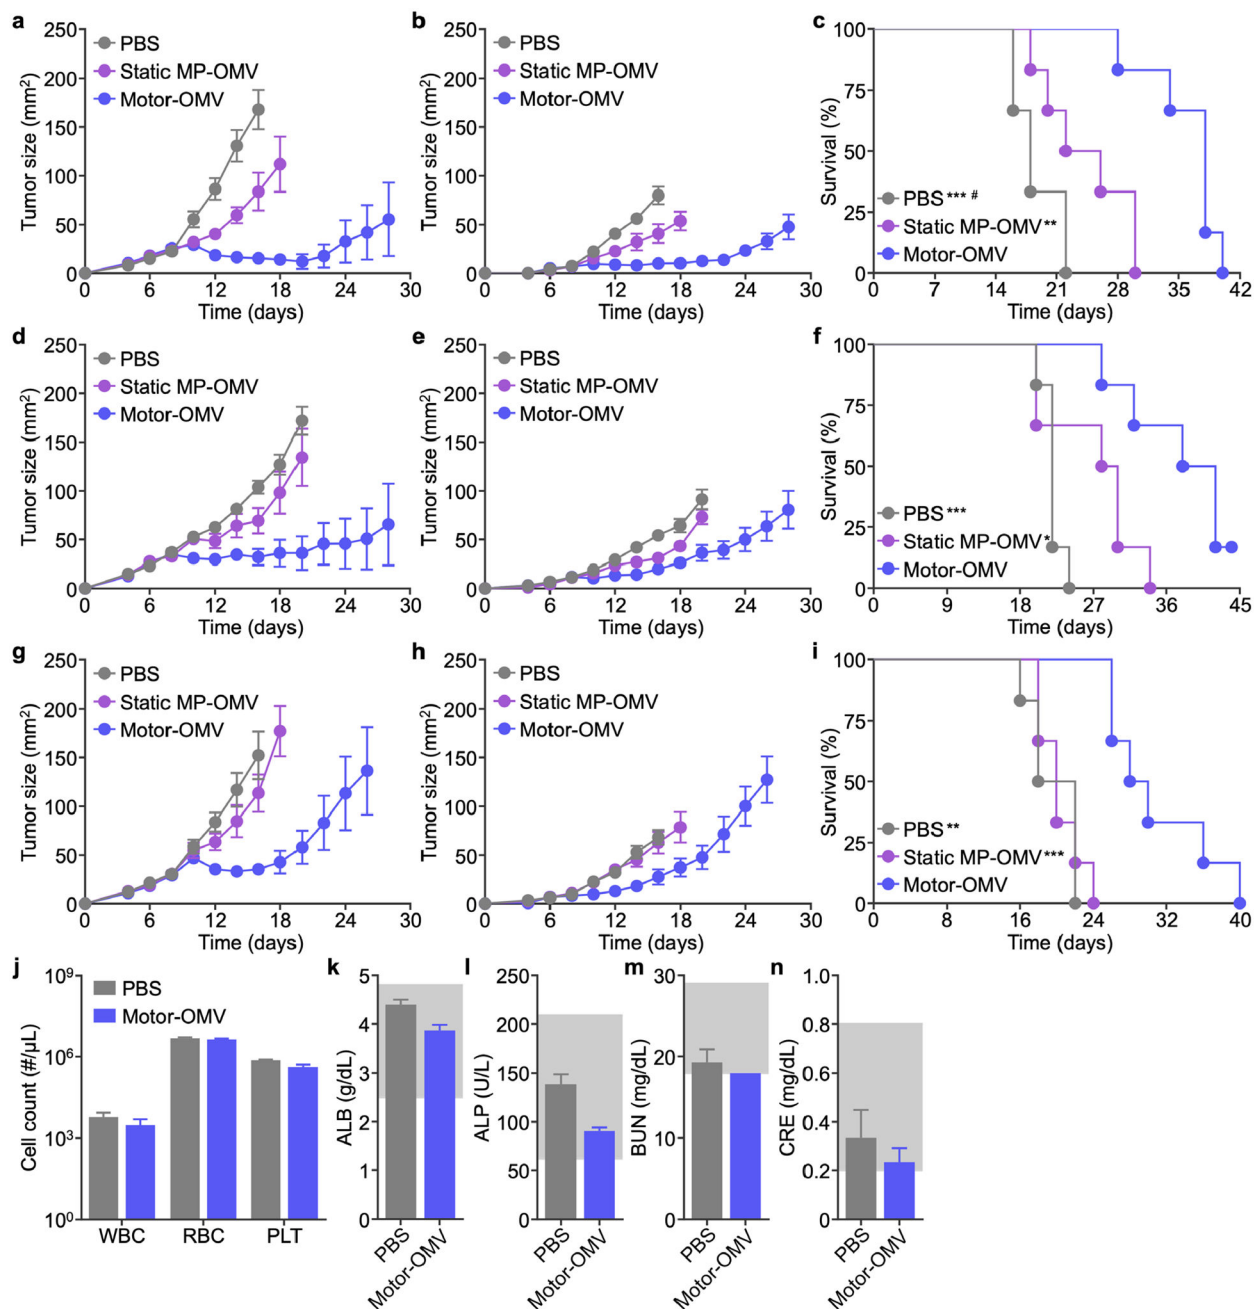 a
Tumor size (mm²)
250
200
150
100
50
0
PBS
Static MP-OMV
Motor-OMV
0 6 12 18 24 30
Time (days)
b
Tumor size (mm²)
250
200
150
100
50
0
PBS
Static MP-OMV
Motor-OMV
0 6 12 18 24 30
Time (days)
c
Survival (%)
100
75
50
25
0
PBS *** #
Static MP-OMV**
Motor-OMV
0 7 14 21 28 35 42
Time (days)
d
Tumor size (mm²)
250
200
150
100
50
0
PBS
Static MP-OMV
Motor-OMV
0 6 12 18 24 30
Time (days)
e
Tumor size (mm²)
250
200
150
100
50
0
PBS
Static MP-OMV
Motor-OMV
0 6 12 18 24 30
Time (days)
f
Survival (%)
100
75
50
25
0
PBS ***
Static MP-OMV*
Motor-OMV
0 9 18 27 36 45
Time (days)
g
Tumor size (mm²)
250
200
150
100
50
0
PBS
Static MP-OMV
Motor-OMV
0 6 12 18 24 30
Time (days)
h
Tumor size (mm²)
250
200
150
100
50
0
PBS
Static MP-OMV
Motor-OMV
0 6 12 18 24 30
Time (days)
i
Survival (%)
100
75
50
25
0
PBS **
Static MP-OMV***
Motor-OMV
0 8 16 24 32 40
Time (days)
j
Cell count (#/μL)
10⁹
10⁶
10³
10⁰
PBS
Motor-OMV
WBC RBC PLT
k
ALB (g/dL)
5
4
3
2
1
0
PBS
Motor-OMV
l
ALP (U/L)
250
200
150
100
50
0
PBS
Motor-OMV
m
BUN (mg/dL)
30
20
10
0
PBS
Motor-OMV
n
CRE (mg/dL)
1.0
0.8
0.6
0.4
0.2
0.0
PBS
Motor-OMV